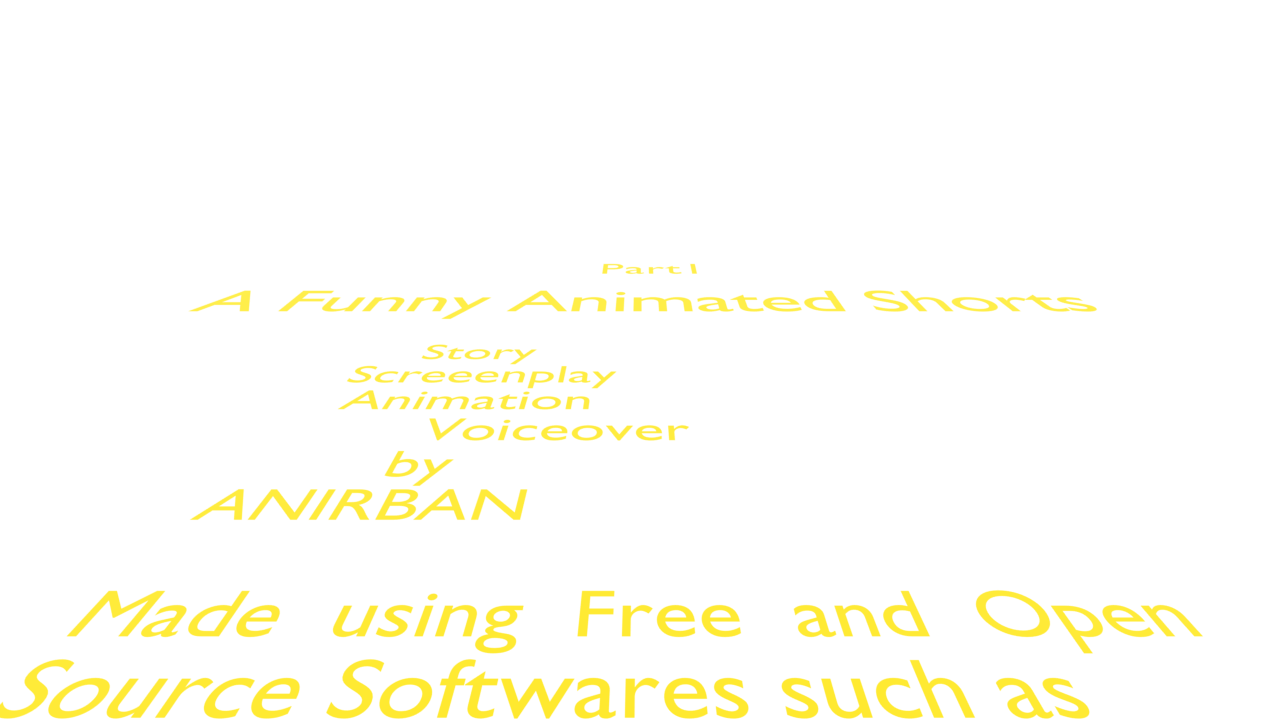 Part I
A Funny Animated Shorts
Story
Screeenplay
Animation
Voiceover
by
ANIRBAN
Made using Free and Open
Source Softwares such as